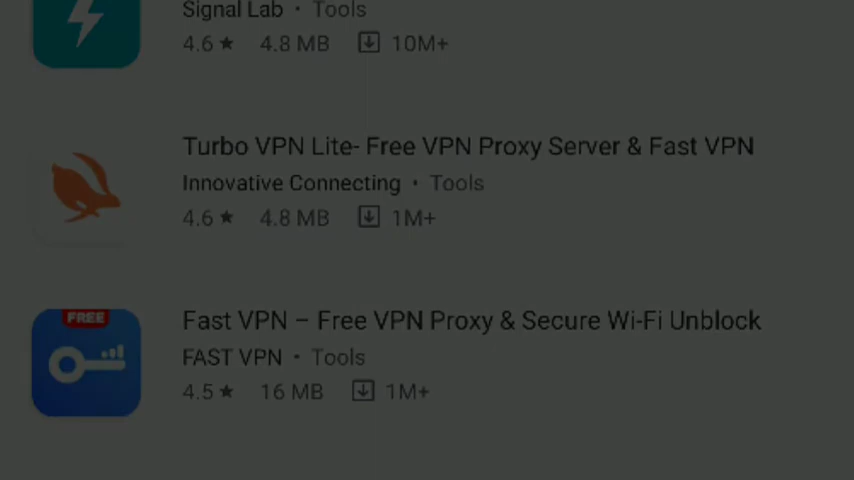 Signal Lab • Tools
4.6 ★ 4.8 MB 10M+
Turbo VPN Lite- Free VPN Proxy Server & Fast VPN
Innovative Connecting • Tools
4.6 ★ 4.8 MB 1M+
FREE
Fast VPN – Free VPN Proxy & Secure Wi-Fi Unblock
FAST VPN • Tools
4.5 ★ 16 MB 1M+